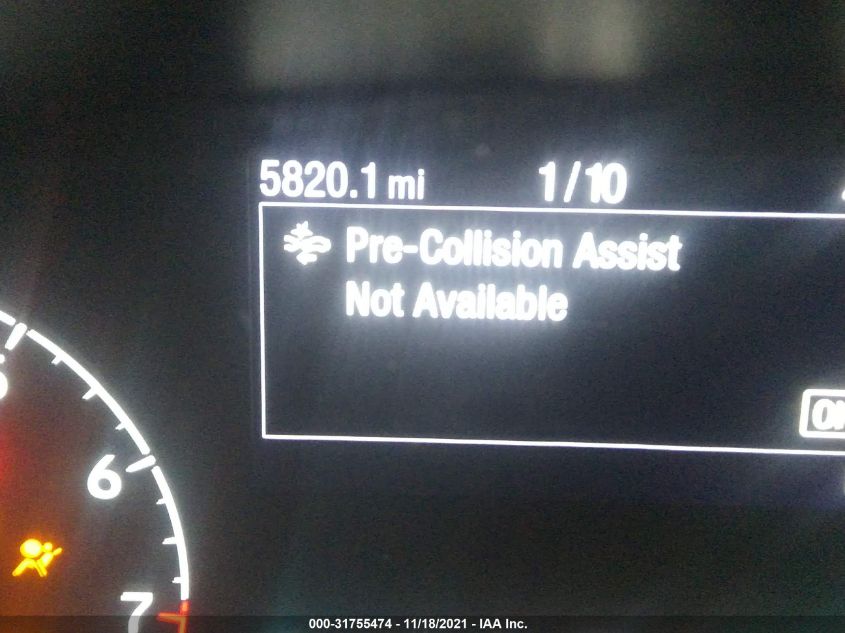 5820.1 mi 1/10
Pre-Collision Assist
Not Available
6
7
000-31755474 - 11/18/2021 - IAA Inc.